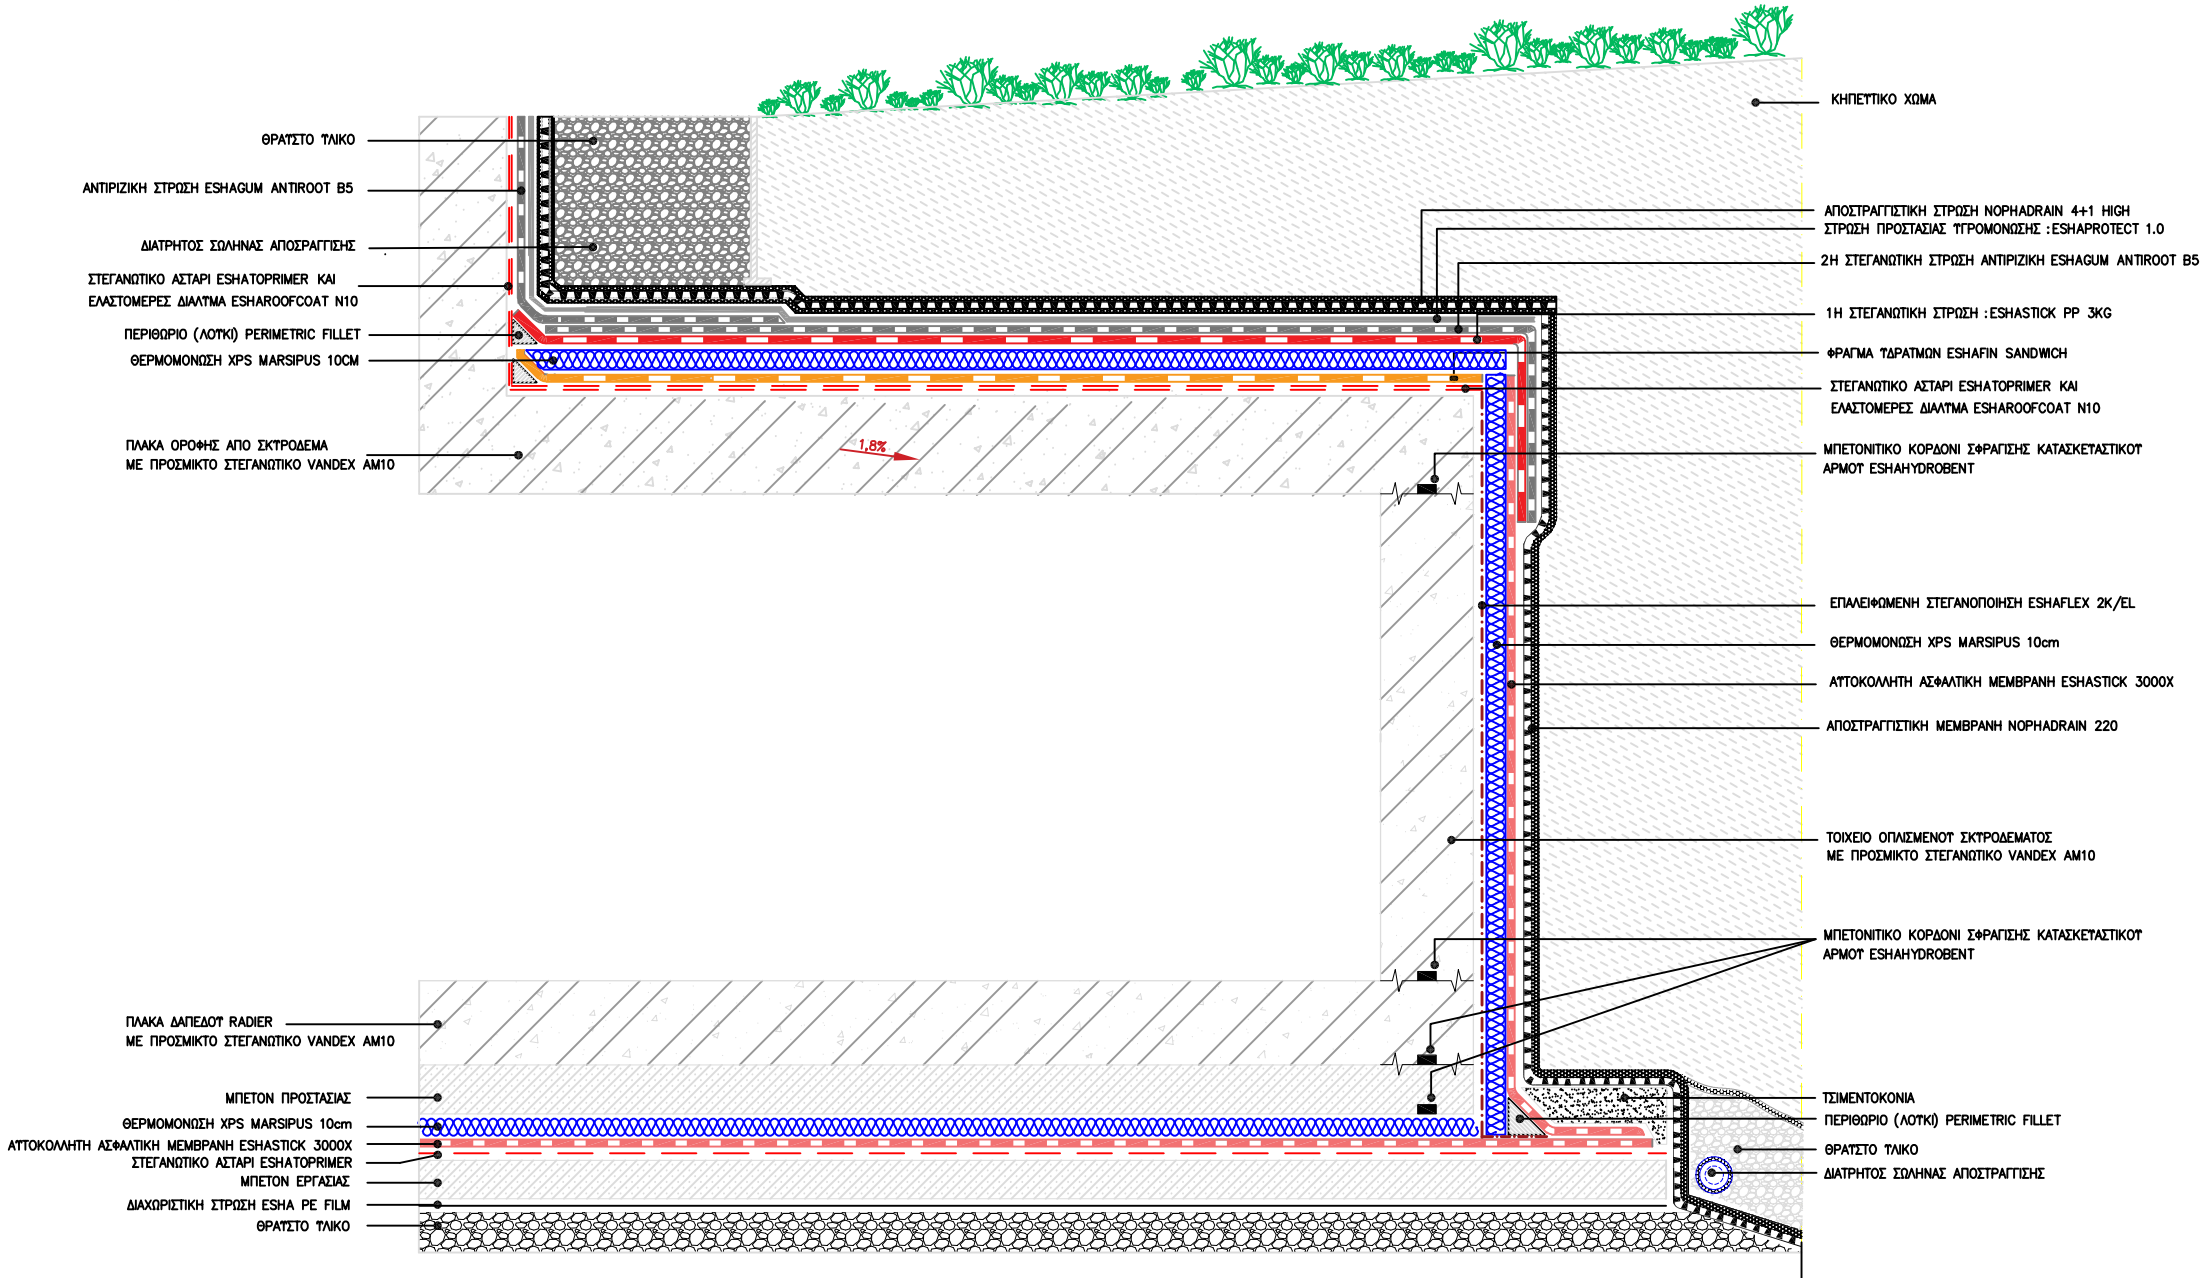 ΚΗΠΕΥΤΙΚΟ ΧΩΜΑ
ΘΡΑΥΣΤΟ ΥΛΙΚΟ
ΑΝΤΙΡΙΖΙΚΗ ΣΤΡΩΣΗ ESHAGUM ANTIROOT B5
ΔΙΑΤΡΗΤΟΣ ΣΩΛΗΝΑΣ ΑΠΟΣΡΑΓΓΙΣΗΣ
ΣΤΕΓΑΝΩΤΙΚΟ ΑΣΤΑΡΙ ESHATOPRIMER ΚΑΙ
ΕΛΑΣΤΟΜΕΡΕΣ ΔΙΑΛΥΜΑ ESHAROOFCOAT N10
ΠΕΡΙΘΩΡΙΟ (ΛΟΥΚΙ) PERIMETRIC FILLET
ΘΕΡΜΟΜΟΝΩΣΗ XPS MARSIPUS 10CM
ΠΛΑΚΑ ΟΡΟΦΗΣ ΑΠΟ ΣΚΥΡΟΔΕΜΑ
ΜΕ ΠΡΟΣΜΙΚΤΟ ΣΤΕΓΑΝΩΤΙΚΟ VANDEX AM10
1,8%
ΑΠΟΣΤΡΑΓΓΙΣΤΙΚΗ ΣΤΡΩΣΗ NOPHADRAIN 4+1 HIGH
ΣΤΡΩΣΗ ΠΡΟΣΤΑΣΙΑΣ ΥΓΡΟΜΟΝΩΣΗΣ :ESHAPROTECT 1.0
2Η ΣΤΕΓΑΝΩΤΙΚΗ ΣΤΡΩΣΗ ΑΝΤΙΡΙΖΙΚΗ ESHAGUM ANTIROOT B5
1Η ΣΤΕΓΑΝΩΤΙΚΗ ΣΤΡΩΣΗ :ESHASTICK PP 3KG
ΦΡΑΓΜΑ ΥΔΡΑΤΜΩΝ ESHAFIN SANDWICH
ΣΤΕΓΑΝΩΤΙΚΟ ΑΣΤΑΡΙ ESHATOPRIMER ΚΑΙ
ΕΛΑΣΤΟΜΕΡΕΣ ΔΙΑΛΥΜΑ ESHAROOFCOAT N10
ΜΠΕΤΟΝΙΤΙΚΟ ΚΟΡΔΟΝΙ ΣΦΡΑΓΙΣΗΣ ΚΑΤΑΣΚΕΥΑΣΤΙΚΟΥ
ΑΡΜΟΥ ESHAHYDROBENT
ΕΠΑΛΕΙΦΩΜΕΝΗ ΣΤΕΓΑΝΟΠΟΙΗΣΗ ESHAFLEX 2K/EL
ΘΕΡΜΟΜΟΝΩΣΗ XPS MARSIPUS 10cm
ΑΥΤΟΚΟΛΛΗΤΗ ΑΣΦΑΛΤΙΚΗ ΜΕΜΒΡΑΝΗ ESHASTICK 3000X
ΑΠΟΣΤΡΑΓΓΙΣΤΙΚΗ ΜΕΜΒΡΑΝΗ NOPHADRAIN 220
ΤΟΙΧΕΙΟ ΟΠΛΙΣΜΕΝΟΥ ΣΚΥΡΟΔΕΜΑΤΟΣ
ΜΕ ΠΡΟΣΜΙΚΤΟ ΣΤΕΓΑΝΩΤΙΚΟ VANDEX AM10
ΜΠΕΤΟΝΙΤΙΚΟ ΚΟΡΔΟΝΙ ΣΦΡΑΓΙΣΗΣ ΚΑΤΑΣΚΕΥΑΣΤΙΚΟΥ
ΑΡΜΟΥ ESHAHYDROBENT
ΠΛΑΚΑ ΔΑΠΕΔΟΥ RADIER
ΜΕ ΠΡΟΣΜΙΚΤΟ ΣΤΕΓΑΝΩΤΙΚΟ VANDEX AM10
ΜΠΕΤΟΝ ΠΡΟΣΤΑΣΙΑΣ
ΘΕΡΜΟΜΟΝΩΣΗ XPS MARSIPUS 10cm
ΑΥΤΟΚΟΛΛΗΤΗ ΑΣΦΑΛΤΙΚΗ ΜΕΜΒΡΑΝΗ ESHASTICK 3000X
ΣΤΕΓΑΝΩΤΙΚΟ ΑΣΤΑΡΙ ESHATOPRIMER
ΜΠΕΤΟΝ ΕΡΓΑΣΙΑΣ
ΔΙΑΧΩΡΙΣΤΙΚΗ ΣΤΡΩΣΗ ESHA PE FILM
ΘΡΑΥΣΤΟ ΥΛΙΚΟ
ΤΣΙΜΕΝΤΟΚΟΝΙΑ
ΠΕΡΙΘΩΡΙΟ (ΛΟΥΚΙ) PERIMETRIC FILLET
ΘΡΑΥΣΤΟ ΥΛΙΚΟ
ΔΙΑΤΡΗΤΟΣ ΣΩΛΗΝΑΣ ΑΠΟΣΤΡΑΓΓΙΣΗΣ